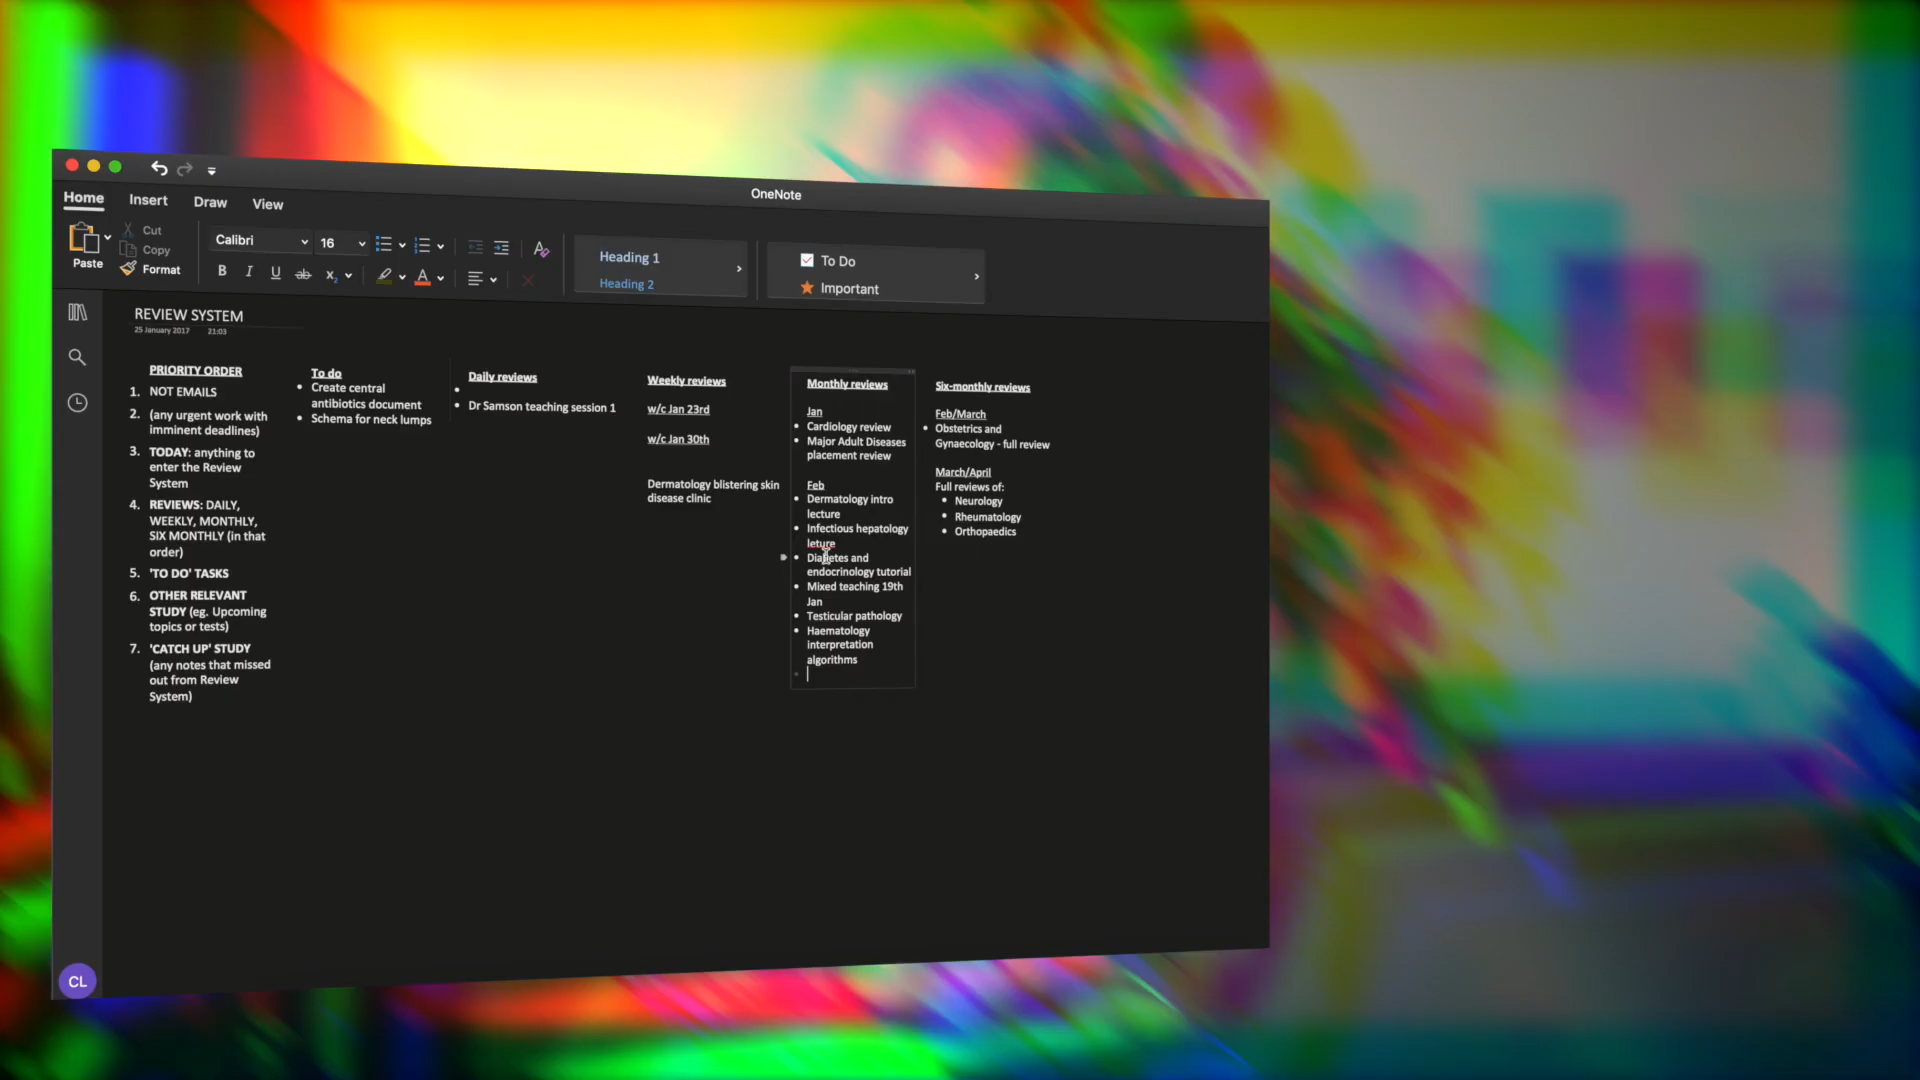 OneNote
Home Insert Draw View
Paste
Cut
Copy
Format
Calibri 16
B I U ab x₂ A
Heading 1
Heading 2
To Do
Important
REVIEW SYSTEM
25 January 2017 21:03
PRIORITY ORDER
1. NOT EMAILS
2. (any urgent work with
imminent deadlines)
3. TODAY: anything to
enter the Review
System
4. REVIEWS: DAILY,
WEEKLY, MONTHLY,
SIX MONTHLY (in that
order)
5. 'TO DO' TASKS
6. OTHER RELEVANT
STUDY (eg. Upcoming
topics or tests)
7. 'CATCH UP' STUDY
(any notes that missed
out from Review
System)
To do
• Create central
antibiotics document
• Schema for neck lumps
Daily reviews
•
• Dr Samson teaching session 1
Weekly reviews
w/c Jan 23rd
w/c Jan 30th
Dermatology blistering skin
disease clinic
Monthly reviews
Jan
• Cardiology review
• Major Adult Diseases
placement review
Feb
• Dermatology intro
lecture
• Infectious hepatology
leture
• Diabetes and
endocrinology tutorial
• Mixed teaching 19th
Jan
• Testicular pathology
• Haematology
interpretation
algorithms
•
Six-monthly reviews
Feb/March
• Obstetrics and
Gynaecology - full review
March/April
Full reviews of:
• Neurology
• Rheumatology
• Orthopaedics
CL